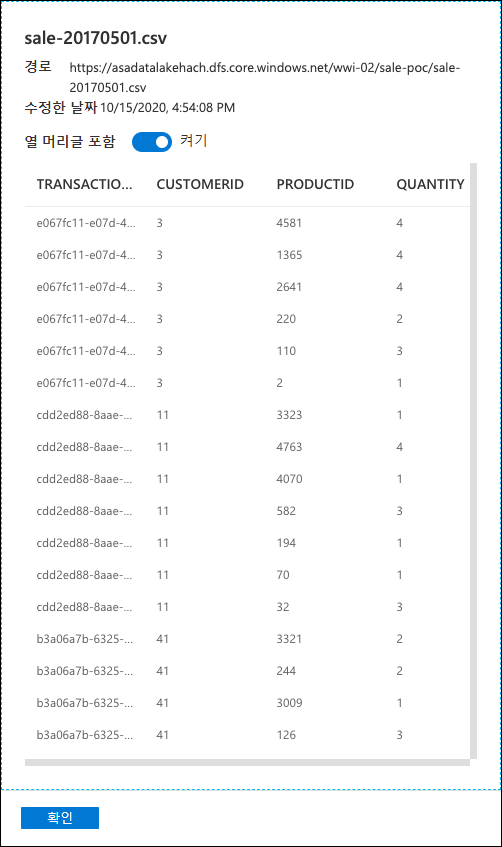 sale-20170501.csv
경로 https://asadatalakehach.dfs.core.windows.net/wwi-02/sale-poc/sale-
20170501.csv
수정한 날짜 10/15/2020, 4:54:08 PM
열 머리글 포함 켜기
TRANSACTIO... CUSTOMERID PRODUCTID QUANTITY
e067fc11-e07d-4... 3 4581 4
e067fc11-e07d-4... 3 1365 4
e067fc11-e07d-4... 3 2641 4
e067fc11-e07d-4... 3 220 2
e067fc11-e07d-4... 3 110 3
e067fc11-e07d-4... 3 2 1
cdd2ed88-8aae-... 11 3323 1
cdd2ed88-8aae-... 11 4763 4
cdd2ed88-8aae-... 11 4070 1
cdd2ed88-8aae-... 11 582 3
cdd2ed88-8aae-... 11 194 1
cdd2ed88-8aae-... 11 70 1
cdd2ed88-8aae-... 11 32 3
b3a06a7b-6325-... 41 3321 2
b3a06a7b-6325-... 41 244 2
b3a06a7b-6325-... 41 3009 1
b3a06a7b-6325-... 41 126 3
확인